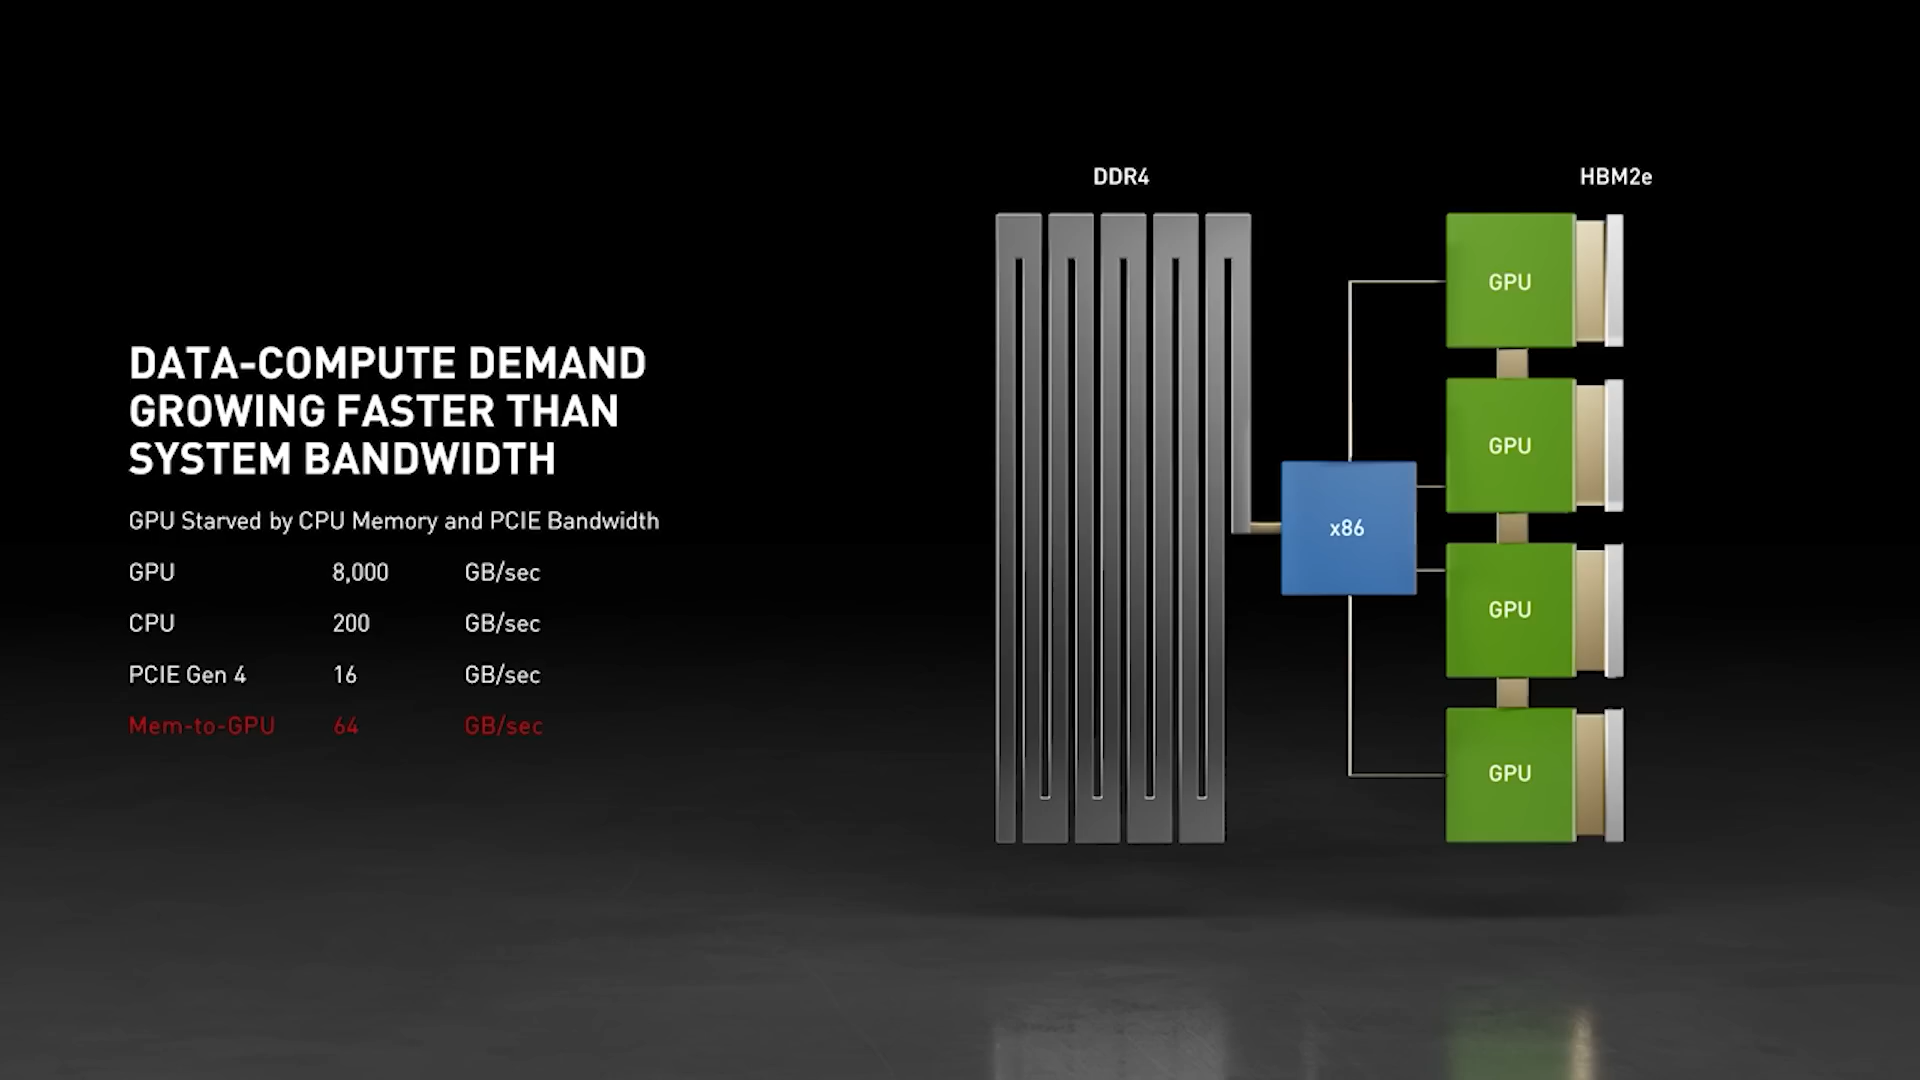 DATA-COMPUTE DEMAND
GROWING FASTER THAN
SYSTEM BANDWIDTH
GPU Starved by CPU Memory and PCIE Bandwidth
GPU 8,000 GB/sec
CPU 200 GB/sec
PCIE Gen 4 16 GB/sec
Mem-to-GPU 64 GB/sec
DDR4
HBM2e
GPU
GPU
x86
GPU
GPU